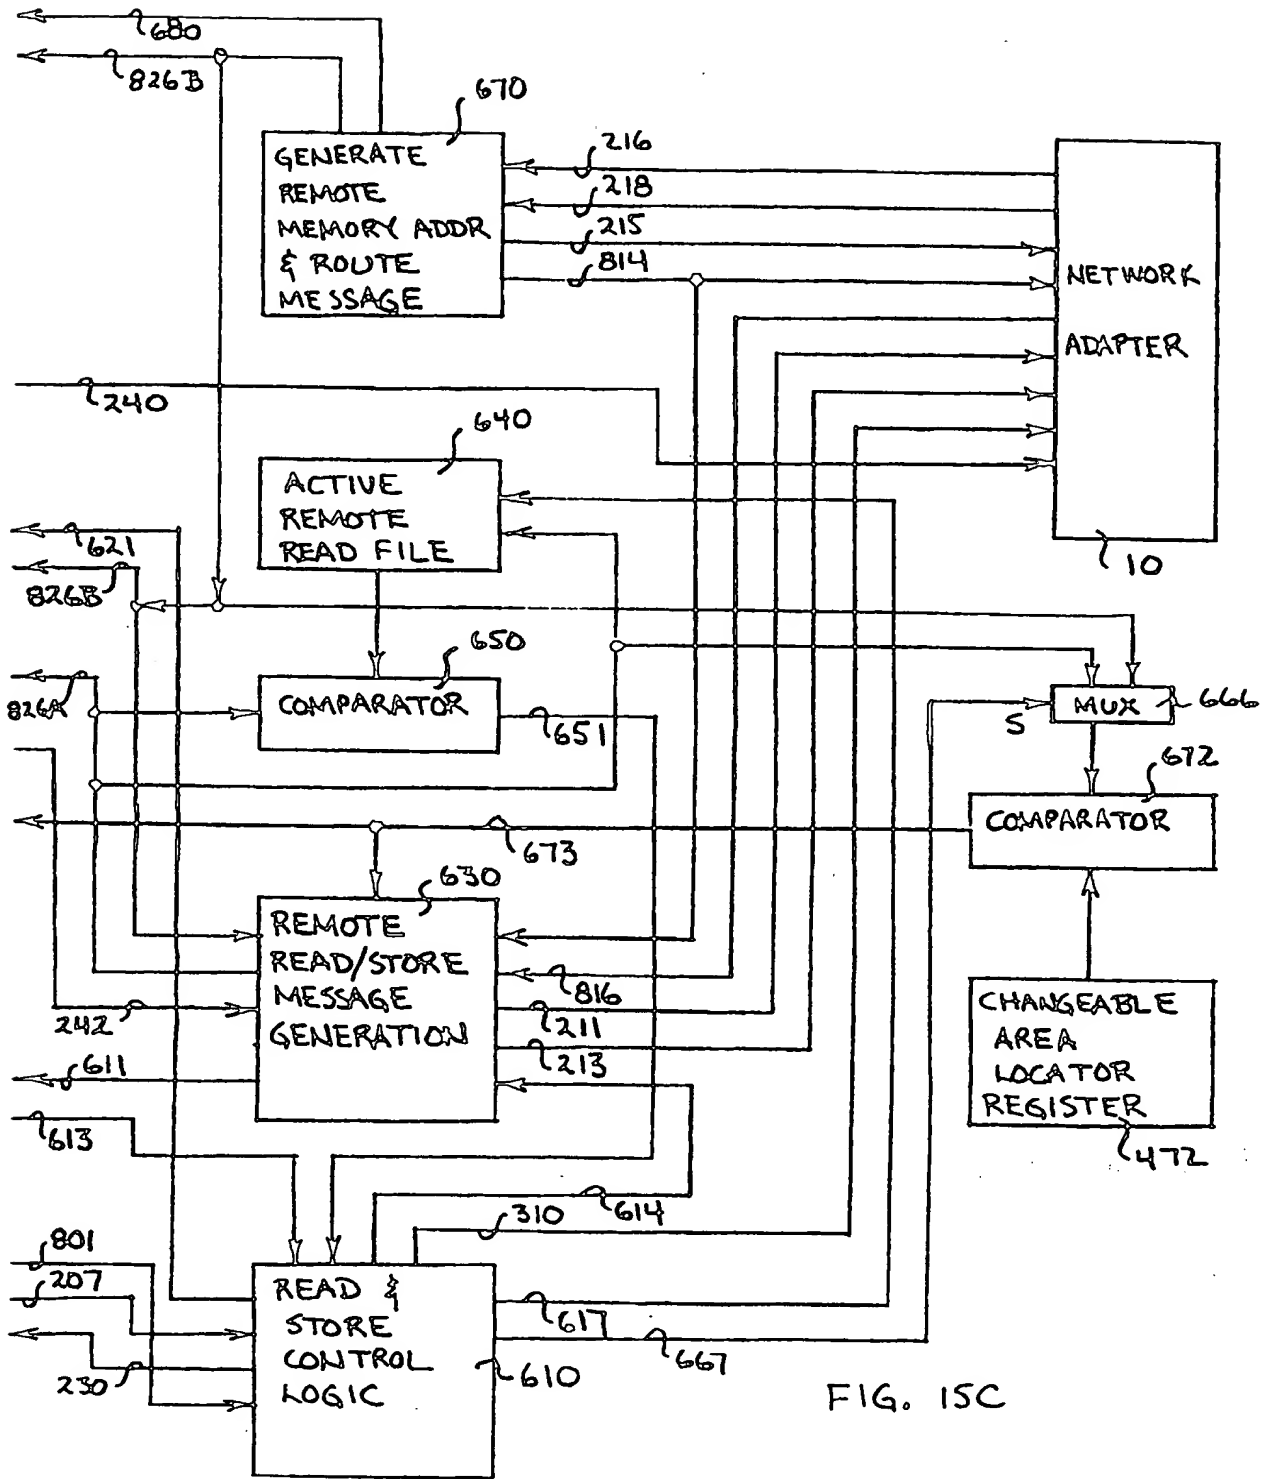 680
826B
670
GENERATE
REMOTE
MEMORY ADDR
& ROUTE
MESSAGE
216
218
215
814
NETWORK
ADAPTER
10
240
640
ACTIVE
REMOTE
READ FILE
621
826B
650
COMPARATOR
651
826A
MUX
666
S
672
COMPARATOR
673
630
REMOTE
READ/STORE
MESSAGE
GENERATION
816
211
213
242
611
613
CHANGEABLE
AREA
LOCATOR
REGISTER
472
614
310
801
207
READ &
STORE
CONTROL
LOGIC
610
617
667
230
FIG. 15C